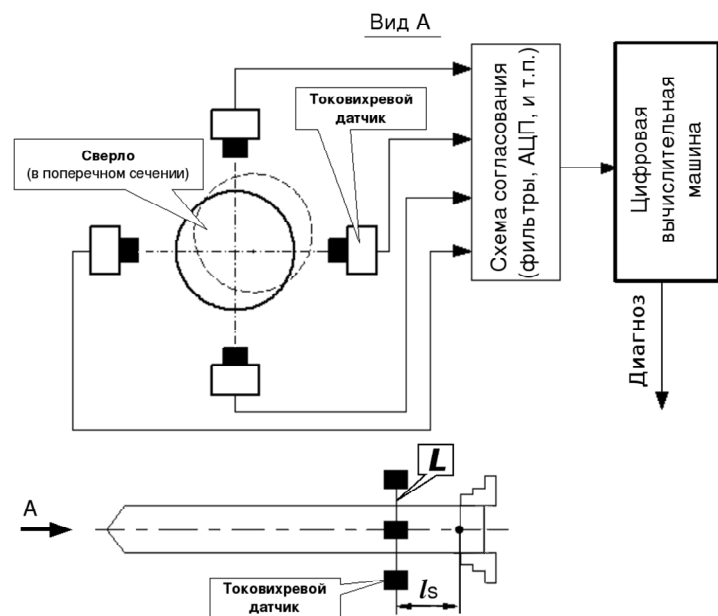 Вид А
Токовихревой
датчик
Сверло
(в поперечном сечении)
Схема согласования
(фильтры, АЦП, и т.п.)
Цифровая
вычислительная
машина
Диагноз
L
А
Токовихревой
датчик
ls